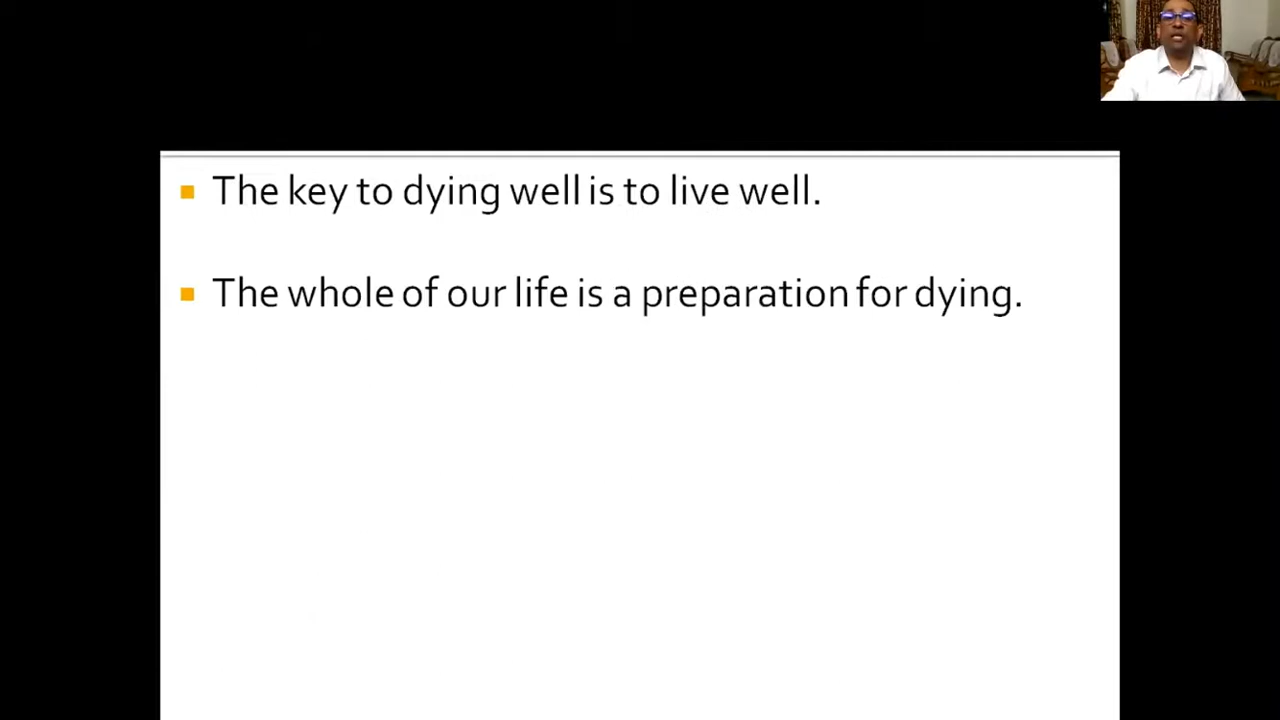 The key to dying well is to live well.
The whole of our life is a preparation for dying.